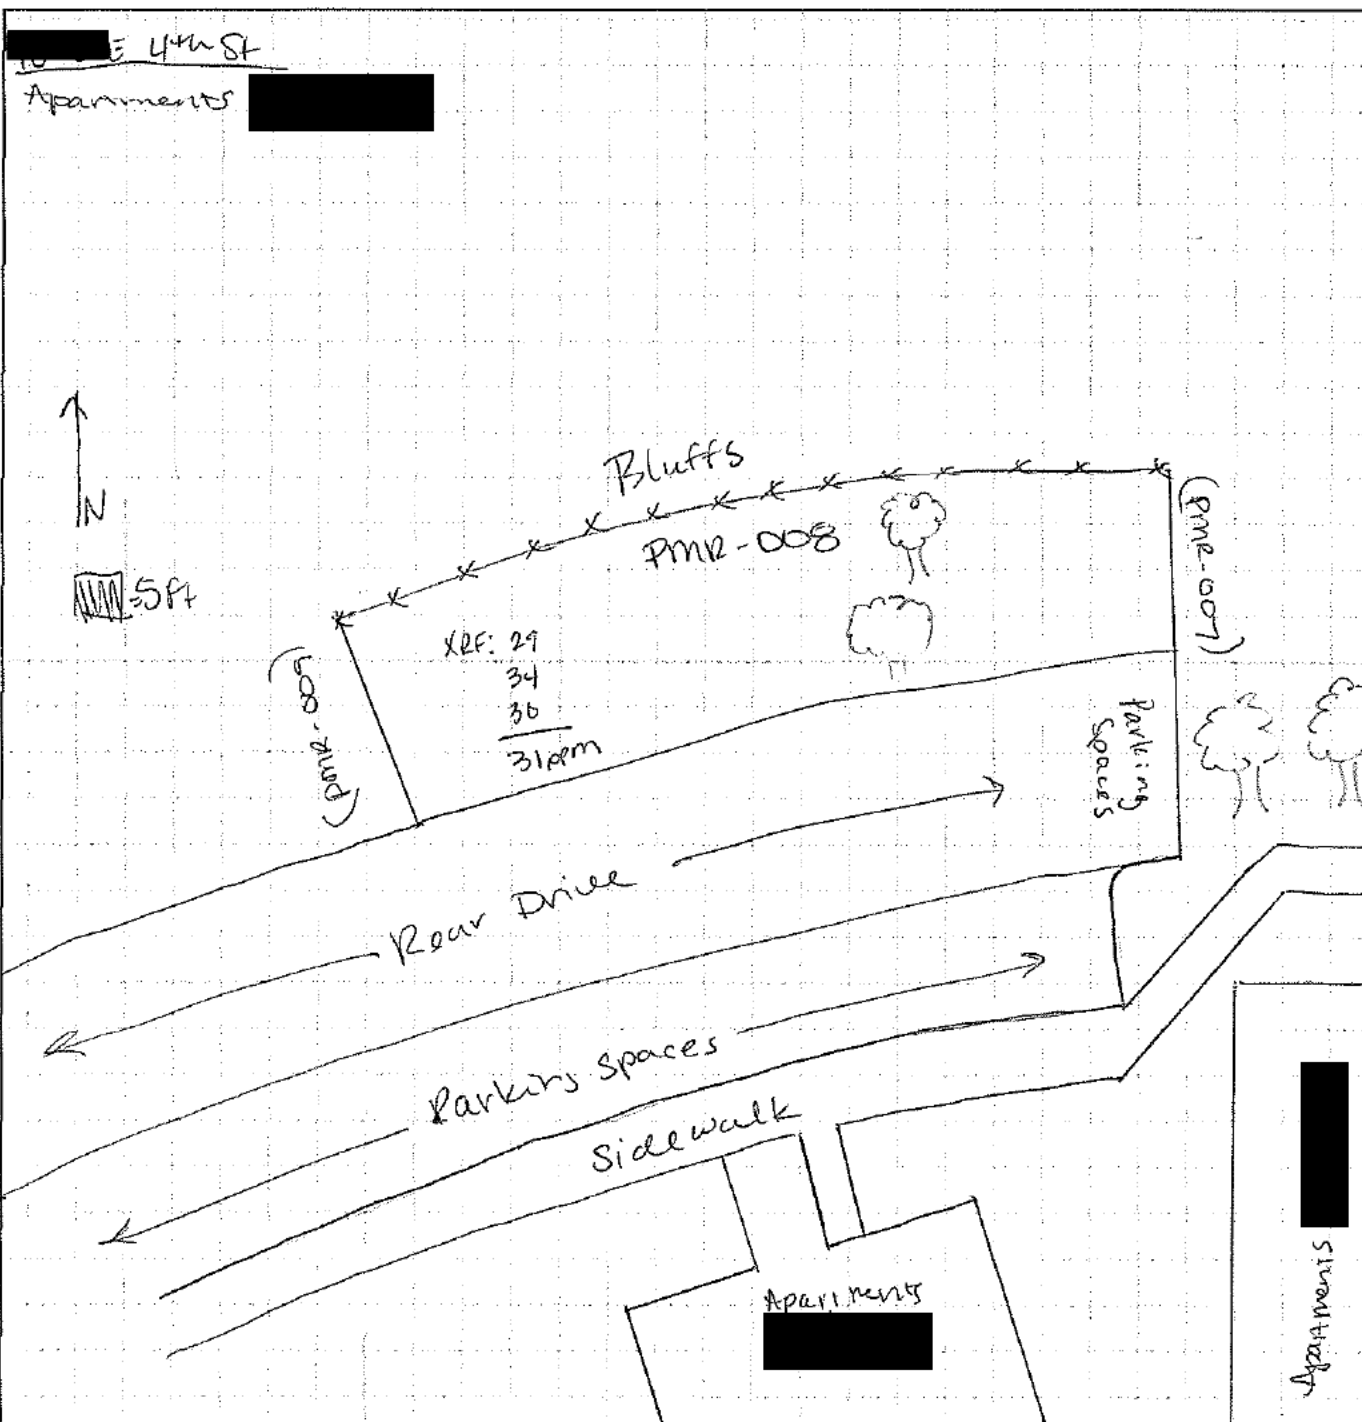 E 4th St
Apartments
N
=5ft
Bluffs
PMR-008
(PMR-007)
(PMR-009)
XRF: 29
34
30
31ppm
Parking
Spaces
Rear Drive
Parking Spaces
Sidewalk
Apartments
Apartments